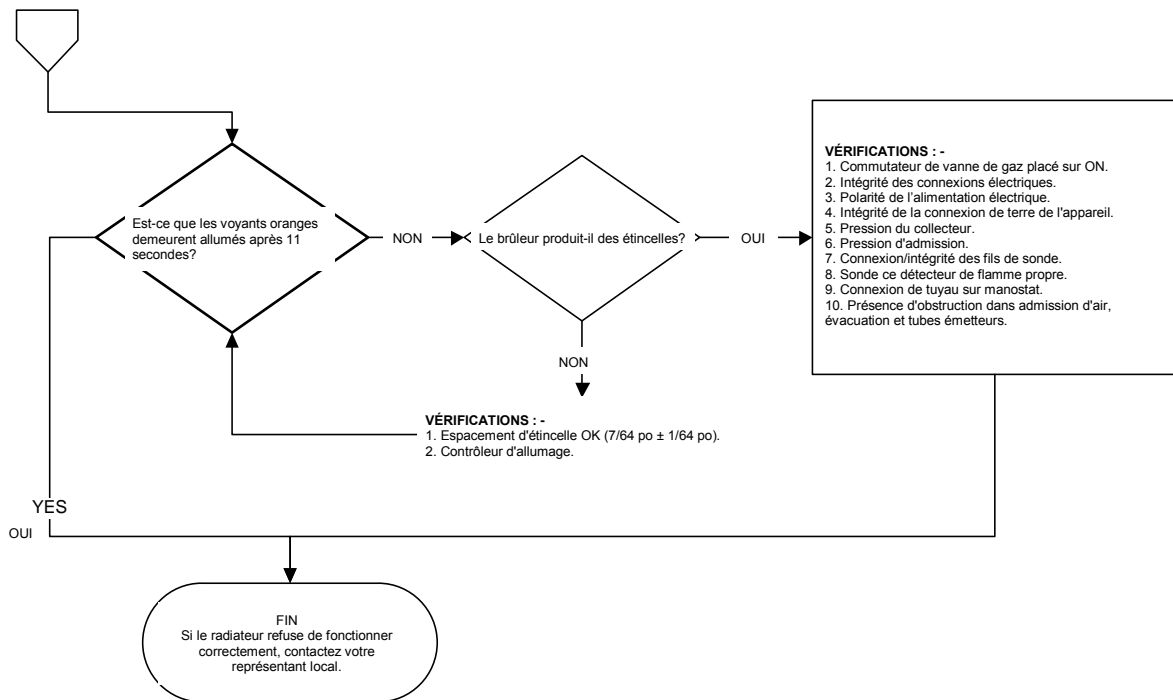 Est-ce que les voyants oranges
demeurent allumés après 11
secondes?
NON
Le brûleur produit-il des étincelles?
OUI
VÉRIFICATIONS : -
1. Commutateur de vanne de gaz placé sur ON.
2. Intégrité des connexions électriques.
3. Polarité de l'alimentation électrique.
4. Intégrité de la connexion de terre de l'appareil.
5. Pression du collecteur.
6. Pression d'admission.
7. Connexion/intégrité des fils de sonde.
8. Sonde ce détecteur de flamme propre.
9. Connexion de tuyau sur manostat.
10. Présence d'obstruction dans admission d'air,
évacuation et tubes émetteurs.
NON
VÉRIFICATIONS : -
1. Espacement d'étincelle OK (7/64 po ± 1/64 po).
2. Contrôleur d'allumage.
YES
OUI
FIN
Si le radiateur refuse de fonctionner
correctement, contactez votre
représentant local.